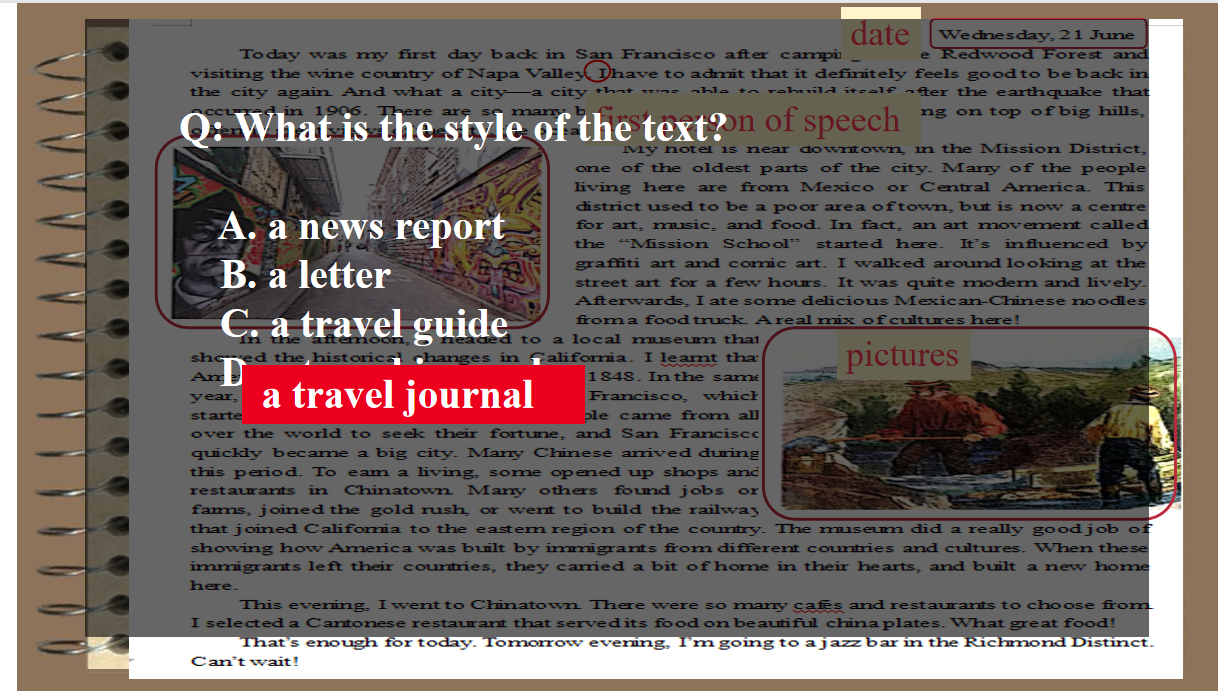 date
Wednesday, 21 June
Today was my first day back in San Francisco after camping Redwood Forest and
visiting the wine country of Napa Valley. I have to admit that it definitely feels good to be back in
the city again. And what a city—a city that was able to rebuild itself after the earthquake that
occurred in 1906. There are so many ng on top of big hills,
first person of speech
Q: What is the style of the text?
My hotel is near downtown, in the Mission District,
one of the oldest parts of the city. Many of the people
living here are from Mexico or Central America. This
district used to be a poor area of town, but is now a centre
for art, music, and food. In fact, an art movement called
the “Mission School” started here. It’s influenced by
graffiti art and comic art. I walked around looking at the
street art for a few hours. It was quite modern and lively.
Afterwards, I ate some delicious Mexican-Chinese noodles
from a food truck. A real mix of cultures here!
A. a news report
B. a letter
C. a travel guide
D.
a travel journal
In the afternoon, I headed to a local museum that
showed the historical changes in California. I learnt that
1848. In the same
year, Francisco, which
started ple came from all
over the world to seek their fortune, and San Francisco
quickly became a big city. Many Chinese arrived during
this period. To earn a living, some opened up shops and
restaurants in Chinatown. Many others found jobs or
farms, joined the gold rush, or went to build the railway
pictures
that joined California to the eastern region of the country. The museum did a really good job of
showing how America was built by immigrants from different countries and cultures. When these
immigrants left their countries, they carried a bit of home in their hearts, and built a new home
here.
This evening, I went to Chinatown. There were so many cafés and restaurants to choose from.
I selected a Cantonese restaurant that served its food on beautiful china plates. What great food!
That’s enough for today. Tomorrow evening, I’m going to a jazz bar in the Richmond Distinct.
Can’t wait!